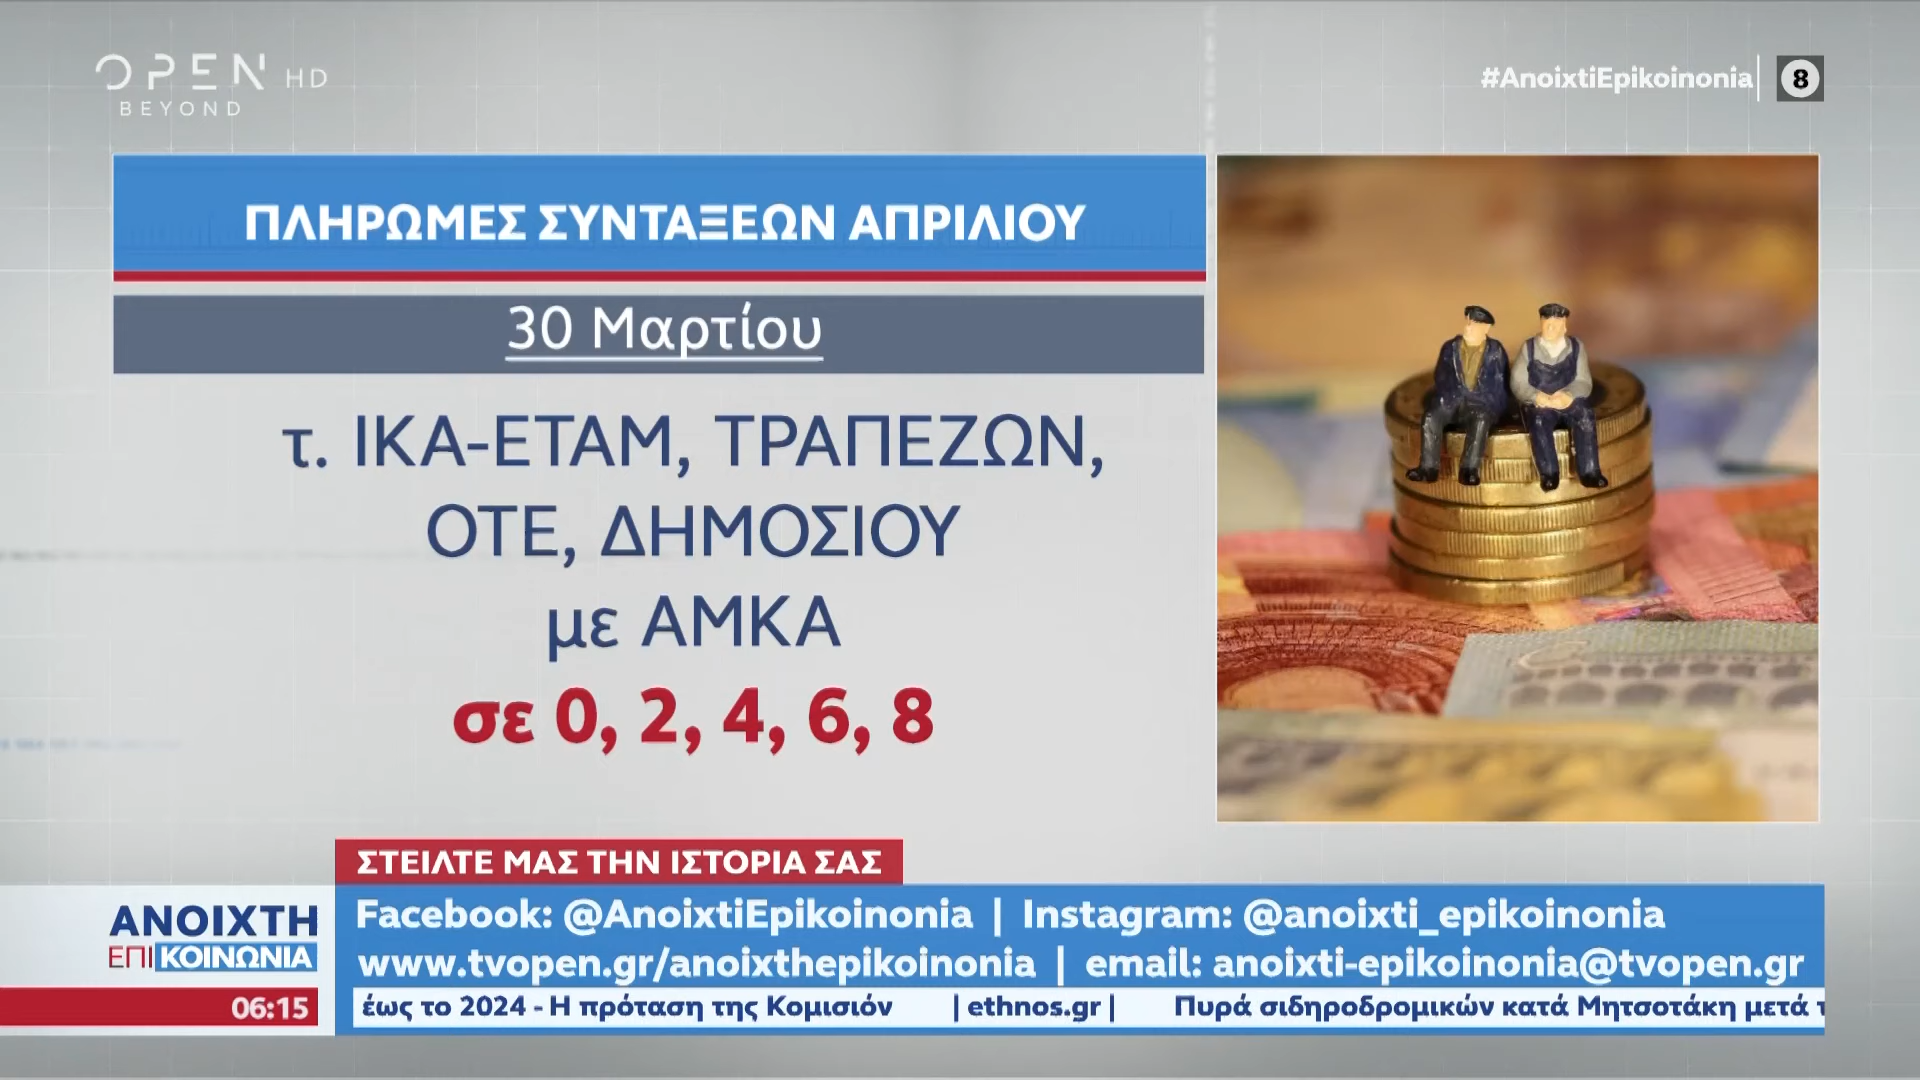 OPEN HD
BEYOND
#AnoixtiEpikoinonia
8
ΠΛΗΡΩΜΕΣ ΣΥΝΤΑΞΕΩΝ ΑΠΡΙΛΙΟΥ
30 Μαρτίου
τ. ΙΚΑ-ΕΤΑΜ, ΤΡΑΠΕΖΩΝ,
ΟΤΕ, ΔΗΜΟΣΙΟΥ
με ΑΜΚΑ
σε 0, 2, 4, 6, 8
ΣΤΕΙΛΤΕ ΜΑΣ ΤΗΝ ΙΣΤΟΡΙΑ ΣΑΣ
ΑΝΟΙΧΤΗ
ΕΠΙΚΟΙΝΩΝΙΑ
Facebook: @AnoixtiEpikoinonia | Instagram: @anoixti_epikoinonia
www.tvopen.gr/anoixthepikoinonia | email: anoixti-epikoinonia@tvopen.gr
06:15
έως το 2024 - Η πρόταση της Κομισιόν | ethnos.gr | Πυρά σιδηροδρομικών κατά Μητσοτάκη μετά